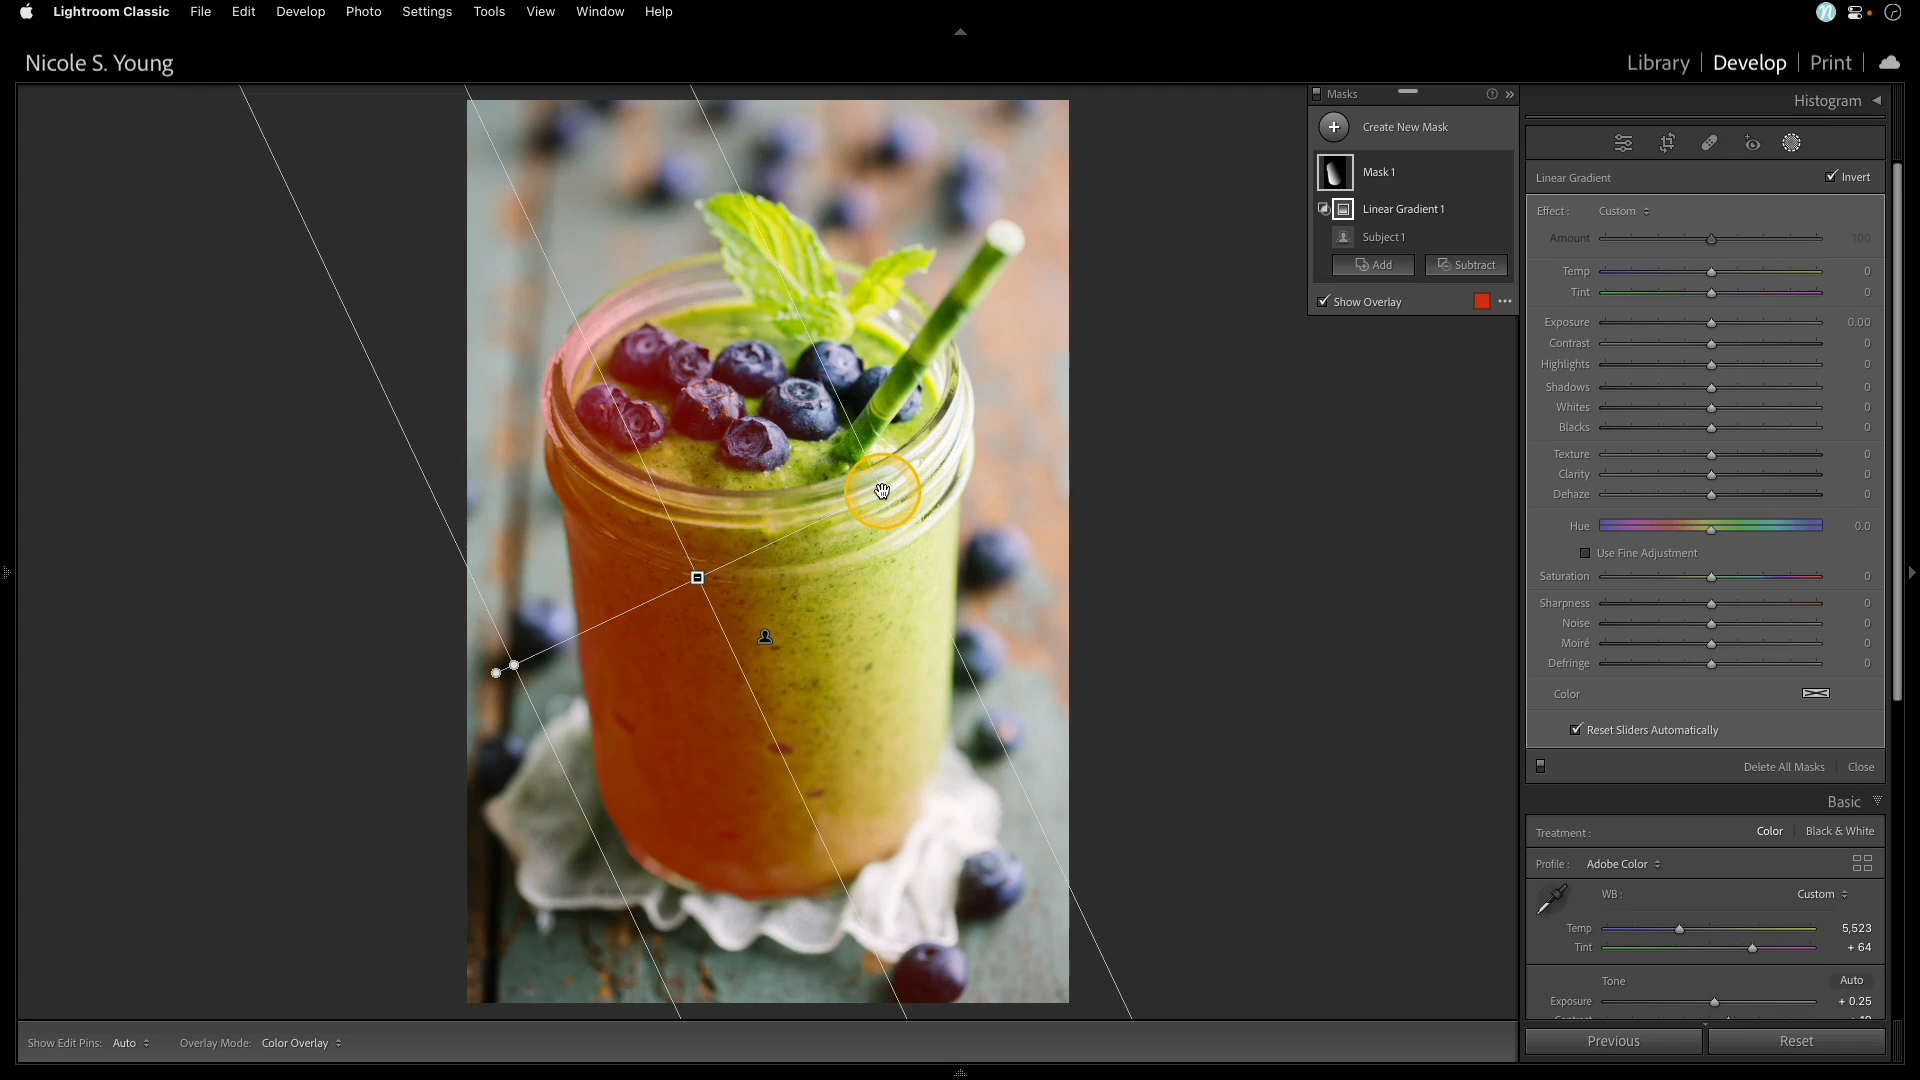 Lightroom Classic File Edit Develop Photo Settings Tools View Window Help
Nicole S. Young
Library | Develop | Print
Masks
Create New Mask
Mask 1
Linear Gradient 1
Subject 1
Add Subtract
Show Overlay
Histogram
Linear Gradient Invert
Effect : Custom
Amount 100
Temp 0
Tint 0
Exposure 0.00
Contrast 0
Highlights 0
Shadows 0
Whites 0
Blacks 0
Texture 0
Clarity 0
Dehaze 0
Hue 0.0
Use Fine Adjustment
Saturation 0
Sharpness 0
Noise 0
Moiré 0
Defringe 0
Color
Reset Sliders Automatically
Delete All Masks Close
Basic
Treatment : Color Black & White
Profile : Adobe Color
WB : Custom
Temp 5,523
Tint + 64
Tone Auto
Exposure + 0.25
Previous Reset
Show Edit Pins: Auto Overlay Mode: Color Overlay